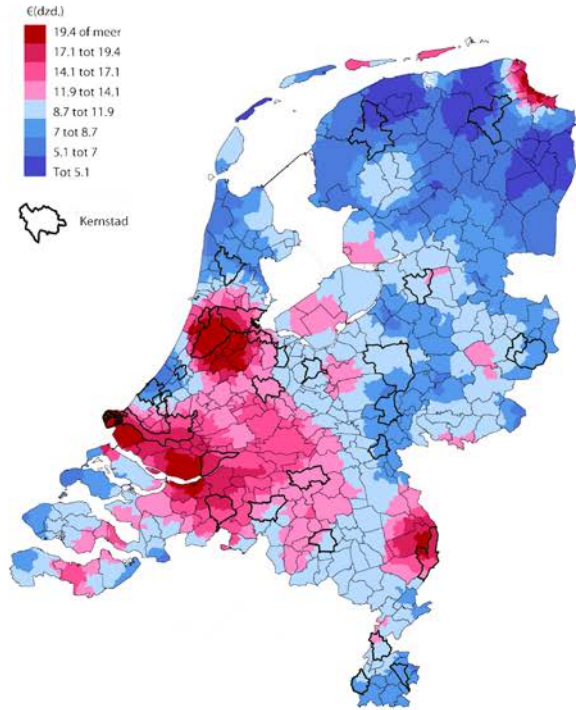 €(dzd.)
19.4 of meer
17.1 tot 19.4
14.1 tot 17.1
11.9 tot 14.1
8.7 tot 11.9
7 tot 8.7
5.1 tot 7
Tot 5.1
Kernstad